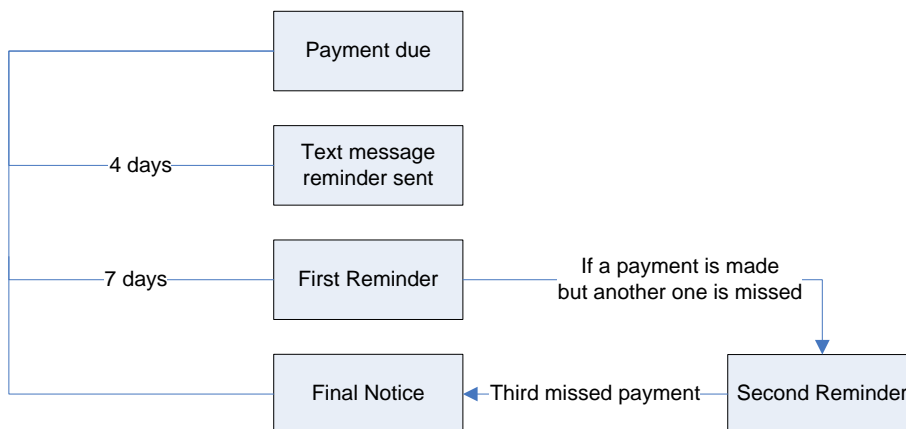 Payment due
4 days
Text message
reminder sent
7 days
First Reminder
If a payment is made
but another one is missed
Final Notice
Third missed payment
Second Reminder